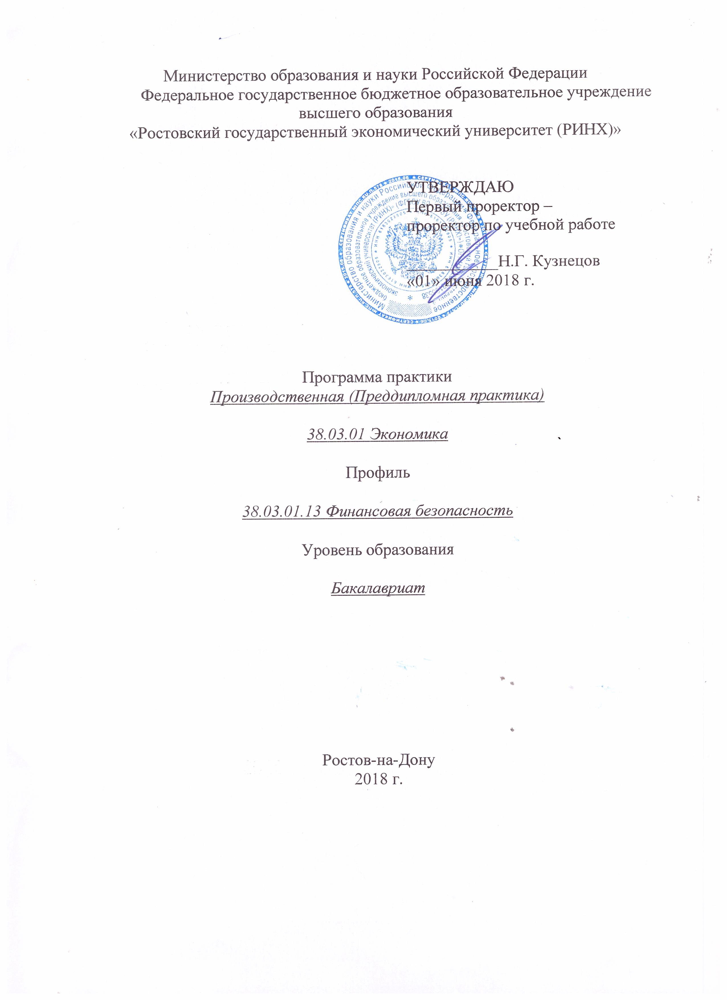 Министерство образования и науки Российской Федерации
Федеральное государственное бюджетное образовательное учреждение
высшего образования
«Ростовский государственный экономический университет (РИНХ)»
УТВЕРЖДАЮ
Первый проректор –
проректор по учебной работе
Н.Г. Кузнецов
«01» июня 2018 г.
Программа практики
Производственная (Преддипломная практика)
38.03.01 Экономика
Профиль
38.03.01.13 Финансовая безопасность
Уровень образования
Бакалавриат
Ростов-на-Дону
2018 г.